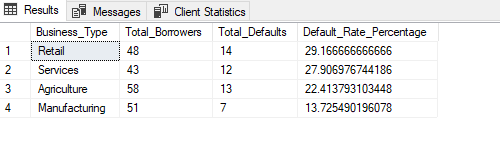 Results Messages Client Statistics
Business_Type Total_Borrowers Total_Defaults Default_Rate_Percentage
1 Retail 48 14 29.166666666666
2 Services 43 12 27.906976744186
3 Agriculture 58 13 22.413793103448
4 Manufacturing 51 7 13.725490196078